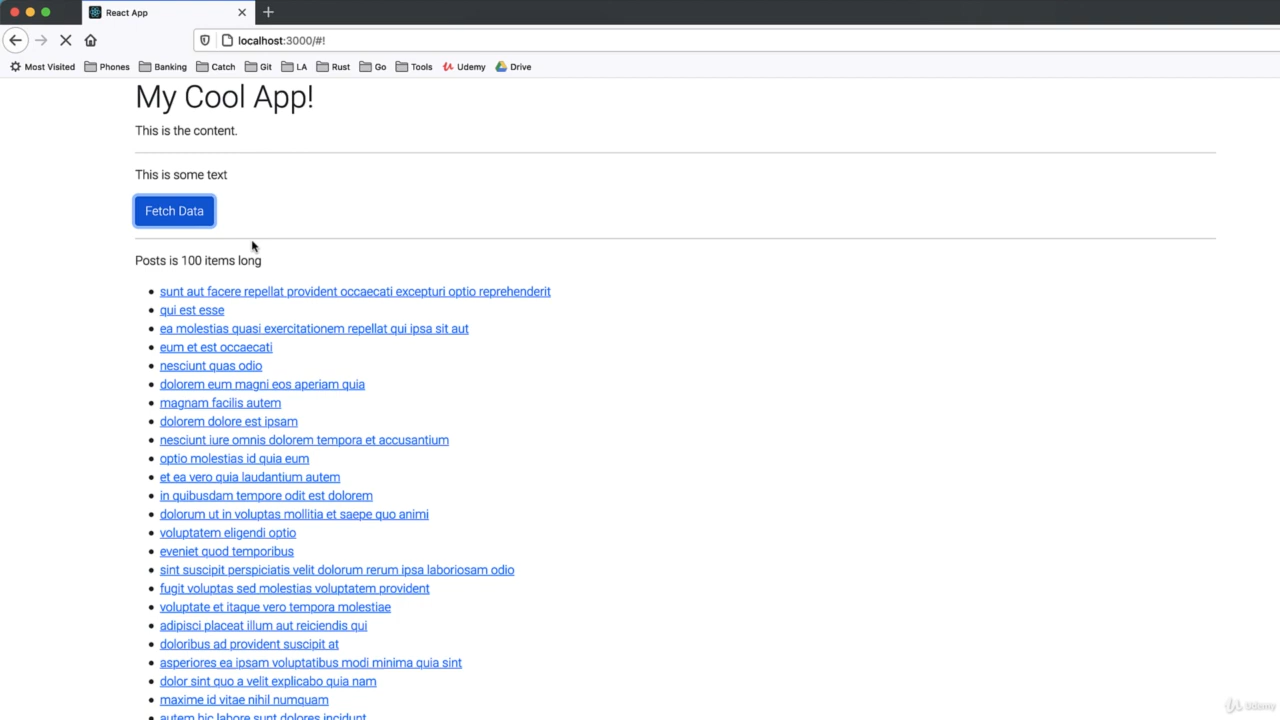 React App
localhost:3000/#!
Most Visited Phones Banking Catch Git LA Rust Go Tools Udemy Drive
My Cool App!
This is the content.
This is some text
Fetch Data
Posts is 100 items long
sunt aut facere repellat provident occaecati excepturi optio reprehenderit
qui est esse
ea molestias quasi exercitationem repellat qui ipsa sit aut
eum et est occaecati
nesciunt quas odio
dolorem eum magni eos aperiam quia
magnam facilis autem
dolorem dolore est ipsam
nesciunt iure omnis dolorem tempora et accusantium
optio molestias id quia eum
et ea vero quia laudantium autem
in quibusdam tempore odit est dolorem
dolorum ut in voluptas mollitia et saepe quo animi
voluptatem eligendi optio
eveniet quod temporibus
sint suscipit perspiciatis velit dolorum rerum ipsa laboriosam odio
fugit voluptas sed molestias voluptatem provident
voluptate et itaque vero tempora molestiae
adipisci placeat illum aut reiciendis qui
doloribus ad provident suscipit at
asperiores ea ipsam voluptatibus modi minima quia sint
dolor sint quo a velit explicabo quia nam
maxime id vitae nihil numquam
autem hic labore sunt dolores incidunt
Udemy